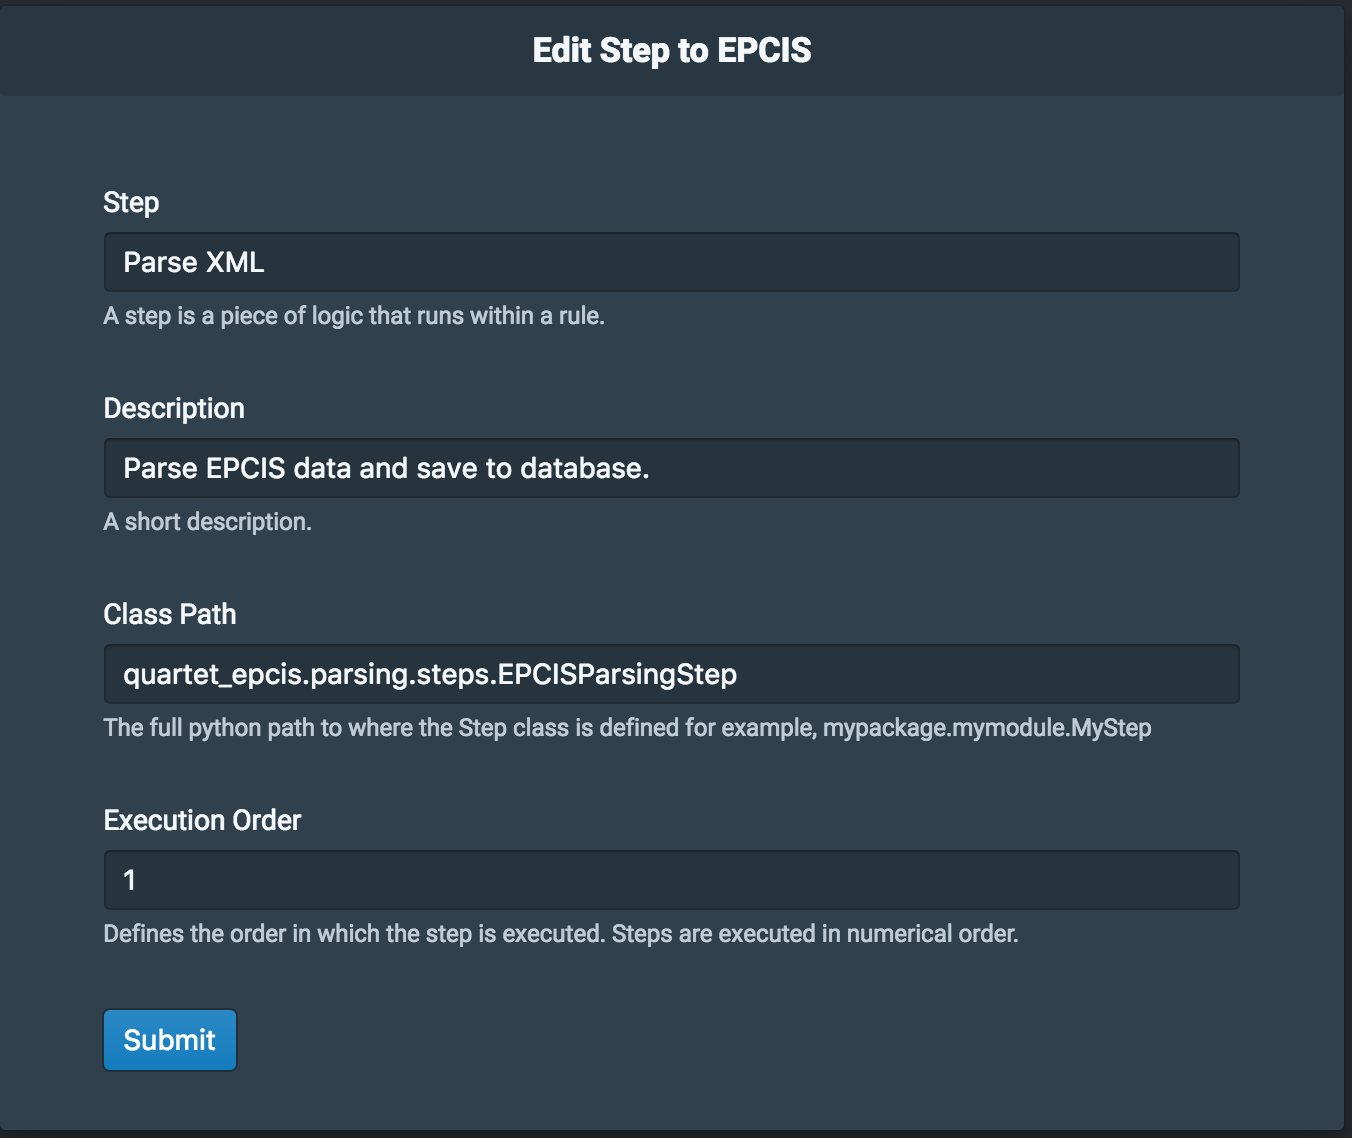 Edit Step to EPCIS
Step
Parse XML
A step is a piece of logic that runs within a rule.
Description
Parse EPCIS data and save to database.
A short description.
Class Path
quartet_epcis.parsing.steps.EPCISParsingStep
The full python path to where the Step class is defined for example, mypackage.mymodule.MyStep
Execution Order
1
Defines the order in which the step is executed. Steps are executed in numerical order.
Submit